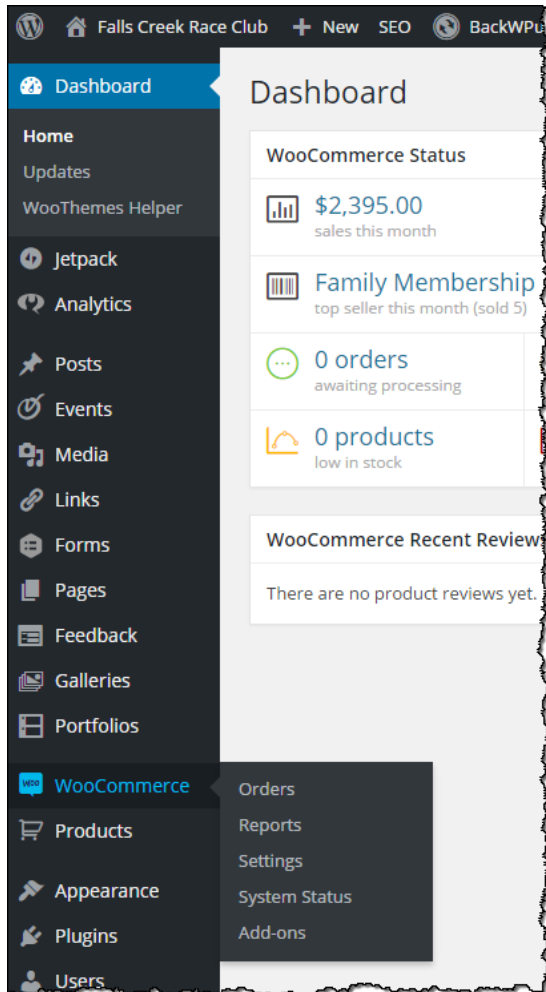 Falls Creek Race Club + New SEO
Dashboard
Home
Updates
WooThemes Helper
Jetpack
Analytics
Posts
Events
Media
Links
Forms
Pages
Feedback
Galleries
Portfolios
WooCommerce
Products
Appearance
Plugins
Users
Dashboard
WooCommerce Status
$2,395.00
sales this month
Family Membership
top seller this month (sold 5)
0 orders
awaiting processing
0 products
low in stock
WooCommerce Recent Review
There are no product reviews yet.
Orders
Reports
Settings
System Status
Add-ons